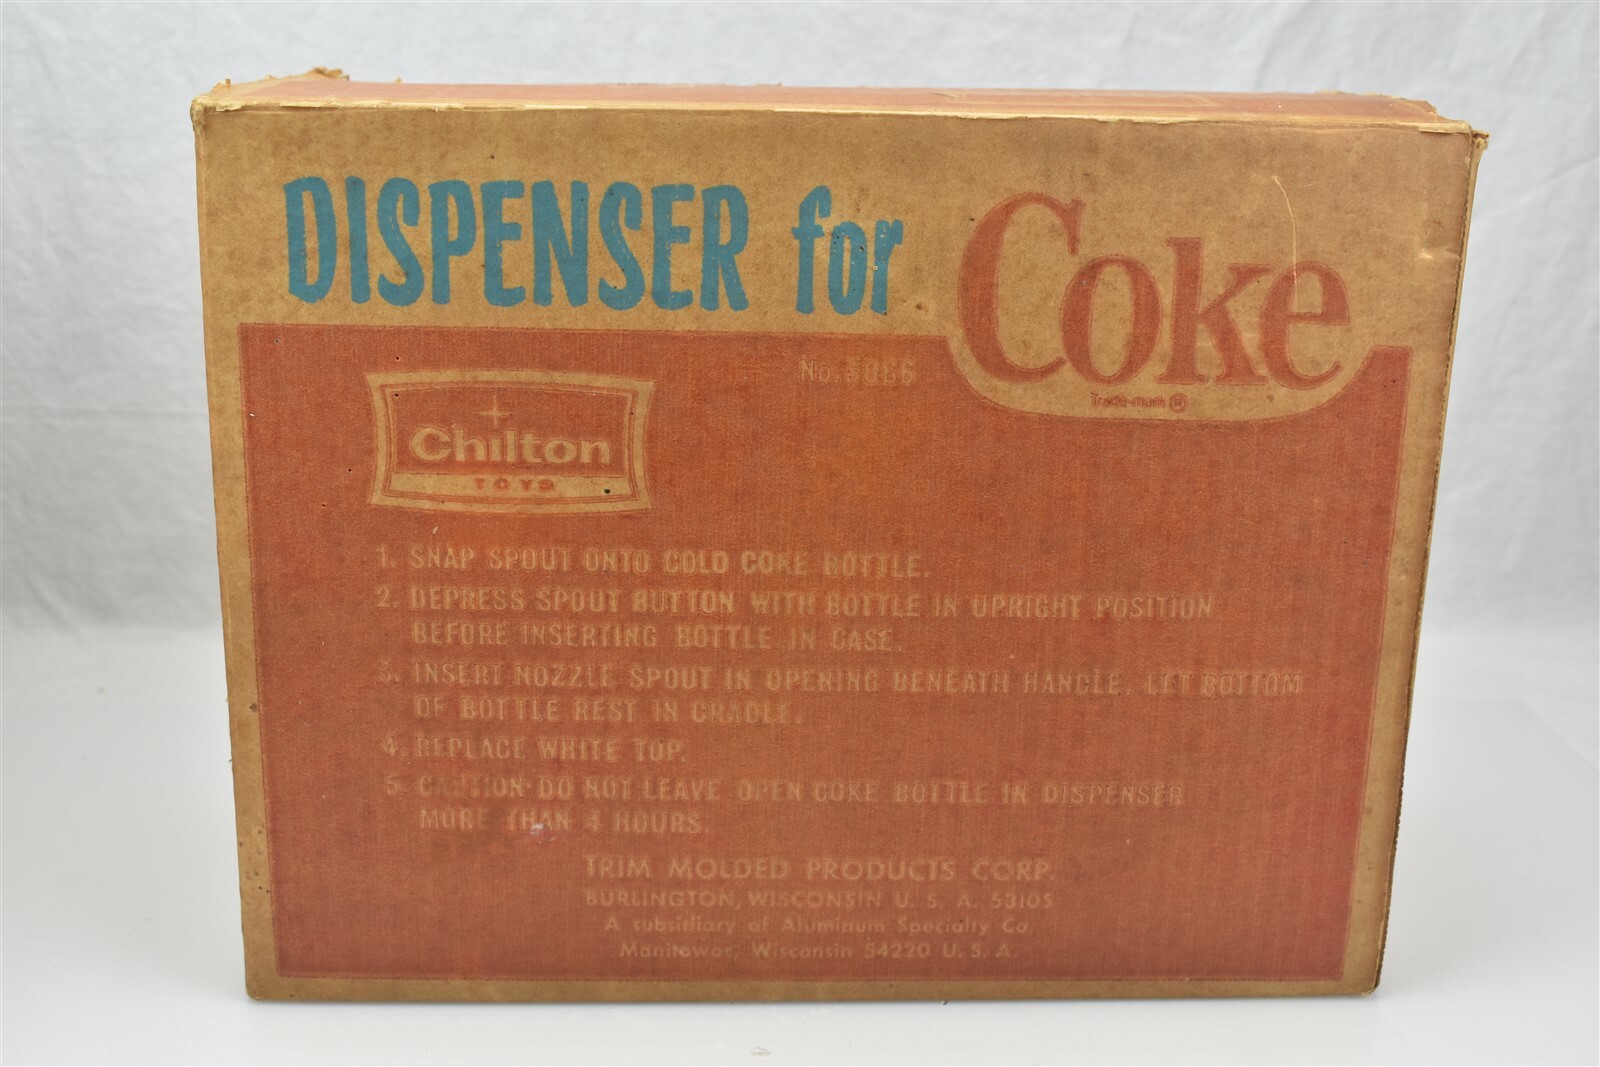 DISPENSER for Coke
Trade-mark ®
No. 5066
Chilton
TOYS
1. SNAP SPOUT ONTO COLD COKE BOTTLE.
2. DEPRESS SPOUT BUTTON WITH BOTTLE IN UPRIGHT POSITION
BEFORE INSERTING BOTTLE IN CASE.
3. INSERT NOZZLE SPOUT IN OPENING BENEATH HANDLE. LET BOTTOM
OF BOTTLE REST IN CRADLE.
4. REPLACE WHITE TOP.
5. CAUTION-DO NOT LEAVE OPEN COKE BOTTLE IN DISPENSER
MORE THAN 4 HOURS.
TRIM MOLDED PRODUCTS CORP.
BURLINGTON, WISCONSIN U. S. A. 53105
A subsidiary of Aluminum Specialty Co.
Manitowoc, Wisconsin 54220 U. S. A.